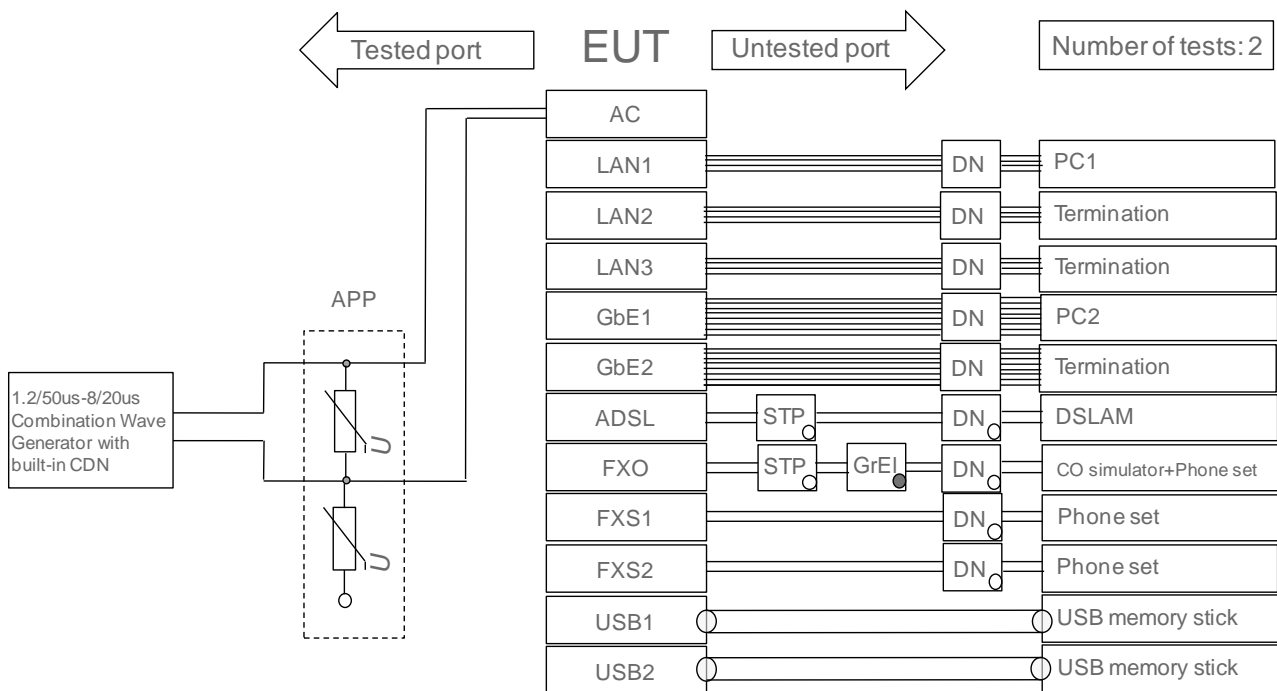 Tested port
EUT
Untested port
Number of tests: 2
AC
LAN1
DN
PC1
LAN2
DN
Termination
LAN3
DN
Termination
APP
GbE1
DN
PC2
GbE2
DN
Termination
1.2/50us-8/20us
Combination Wave
Generator with
built-in CDN
U
U
ADSL
STP
DN
DSLAM
FXO
STP
GrEI
DN
CO simulator+Phone set
FXS1
DN
Phone set
FXS2
DN
Phone set
USB1
USB memory stick
USB2
USB memory stick